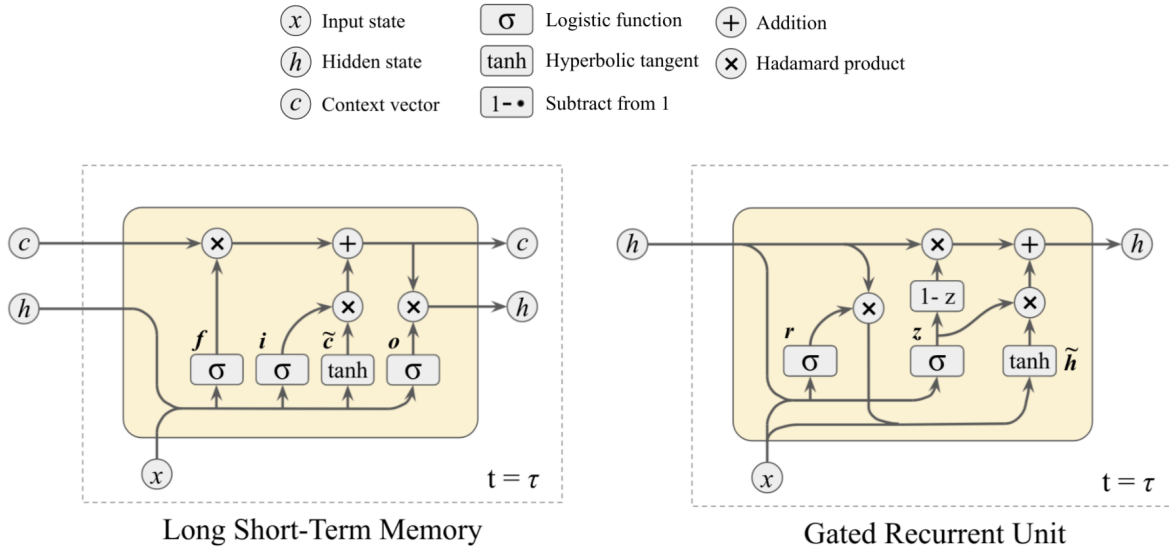 x Input state
σ Logistic function
+ Addition
h Hidden state
tanh Hyperbolic tangent
× Hadamard product
c Context vector
1-• Subtract from 1
c
×
+
c
h
×
×
h
f
i
c̃
o
σ
σ
tanh
σ
x
t = τ
Long Short-Term Memory
h
×
+
h
1- z
×
×
r
z
σ
σ
tanh
h̃
x
t = τ
Gated Recurrent Unit